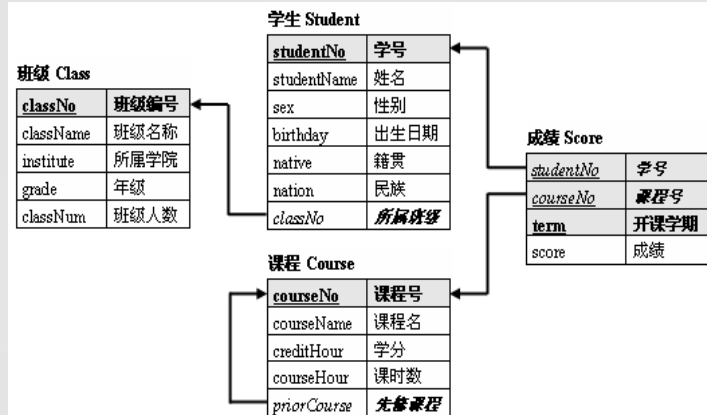 学生 Student
studentNo 学号
studentName 姓名
sex 性别
birthday 出生日期
native 籍贯
nation 民族
classNo 所属班级
班级 Class
classNo 班级编号
className 班级名称
institute 所属学院
grade 年级
classNum 班级人数
成绩 Score
studentNo 学号
courseNo 课程号
term 开课学期
score 成绩
课程 Course
courseNo 课程号
courseName 课程名
creditHour 学分
courseHour 课时数
priorCourse 先修课程